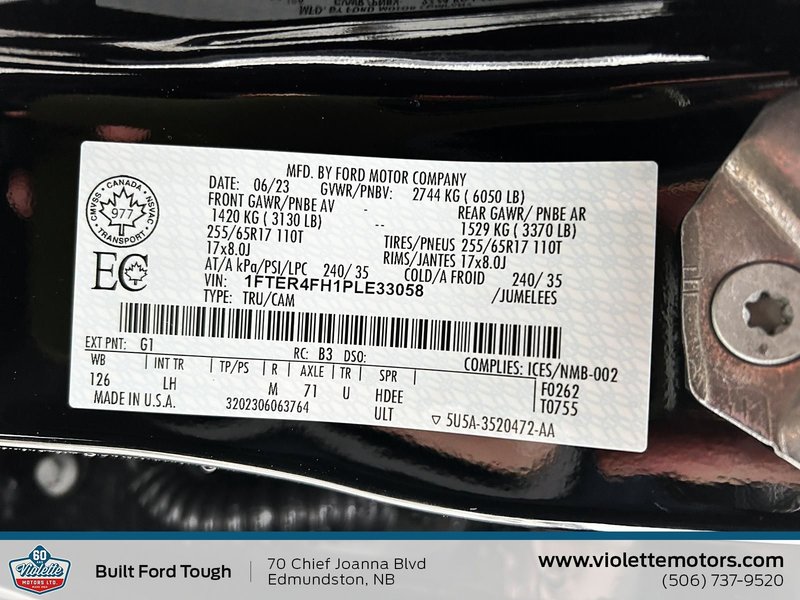 MFD. BY FORD MOTOR COMPANY
DATE: 06/23 GVWR/PNBV: 2744 KG ( 6050 LB)
FRONT GAWR/PNBE AV - REAR GAWR/ PNBE AR
1420 KG ( 3130 LB) -- 1529 KG ( 3370 LB)
255/65R17 110T TIRES/PNEUS 255/65R17 110T
17x8.0J RIMS/JANTES 17x8.0J
AT/A kPa/PSI/LPC 240/ 35 COLD/A FROID 240/ 35
VIN: 1FTER4FH1PLE33058 /JUMELEES
TYPE: TRU/CAM
CANADA
CMVSS NSVAC
977
TRANSPORT
EC
EXT PNT: G1 RC: B3 DSO: COMPLIES: ICES/NMB-002
WB INT TR TP/PS R AXLE TR SPR F0262
126 LH M 71 U HDEE T0755
MADE IN U.S.A. 3202306063764 ULT 5U5A-3520472-AA
60
Violette
MOTORS LTD.
Built Ford Tough
70 Chief Joanna Blvd
Edmundston, NB
www.violettemotors.com
(506) 737-9520